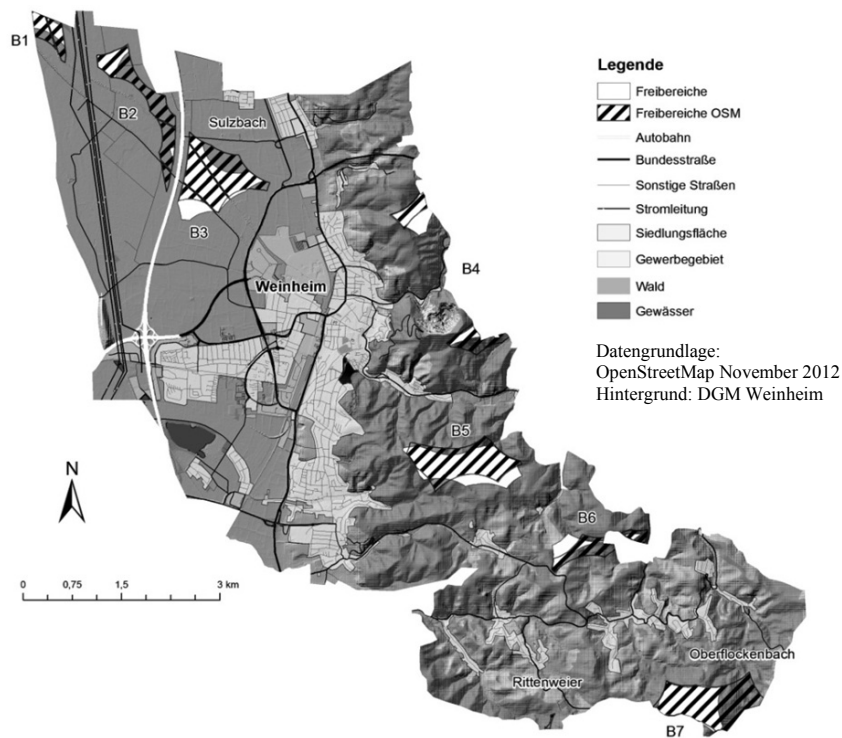 B1
B2
Sulzbach
B3
B4
Weinheim
B5
N
B6
0 0,75 1,5 3 km
Oberflockenbach
Rittenweier
B7
Legende
Freibereiche
Freibereiche OSM
Autobahn
Bundesstraße
Sonstige Straßen
Stromleitung
Siedlungsfläche
Gewerbegebiet
Wald
Gewässer
Datengrundlage:
OpenStreetMap November 2012
Hintergrund: DGM Weinheim